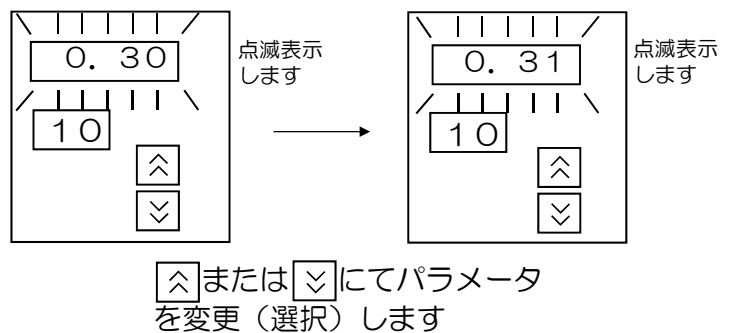 ０．３０
点滅表示
します
１０
０．３１
点滅表示
します
１０
または にてパラメータ
を変更（選択）します